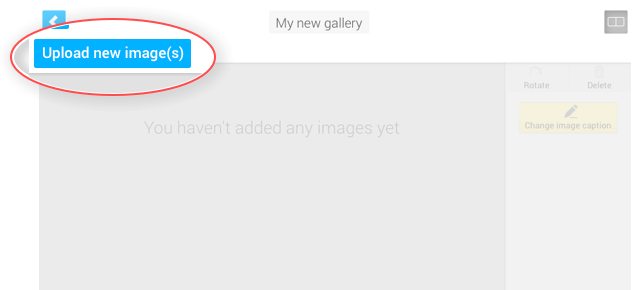 My new gallery
Upload new image(s)
Rotate
Delete
You haven't added any images yet
Change image caption